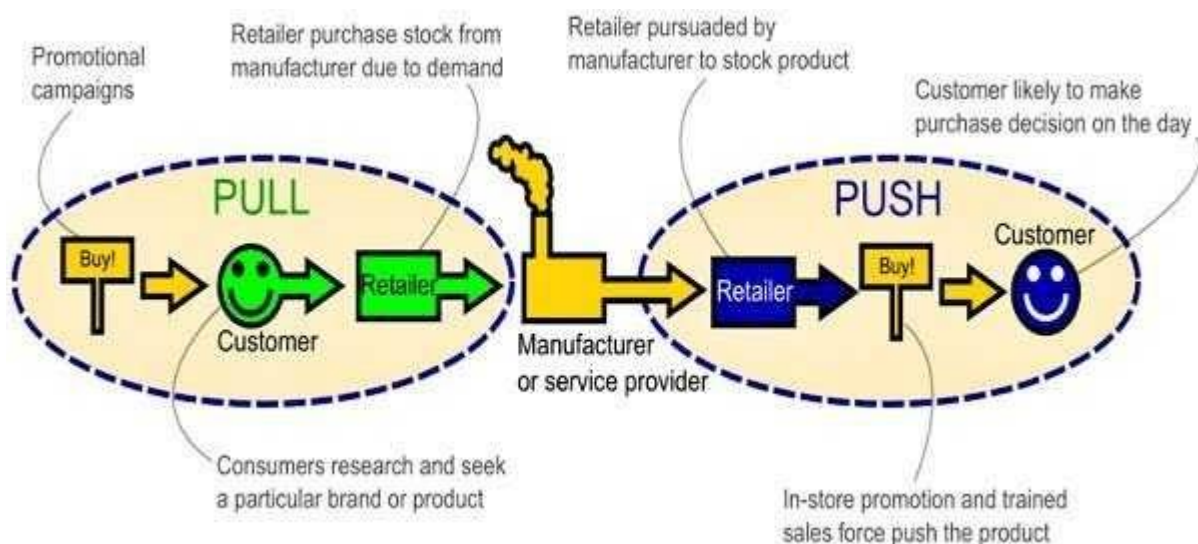 Promotional
campaigns
Retailer purchase stock from
manufacturer due to demand
Retailer pursuaded by
manufacturer to stock product
Customer likely to make
purchase decision on the day
PULL
Buy!
Customer
Retailer
Manufacturer
or service provider
PUSH
Retailer
Buy!
Customer
Consumers research and seek
a particular brand or product
In-store promotion and trained
sales force push the product